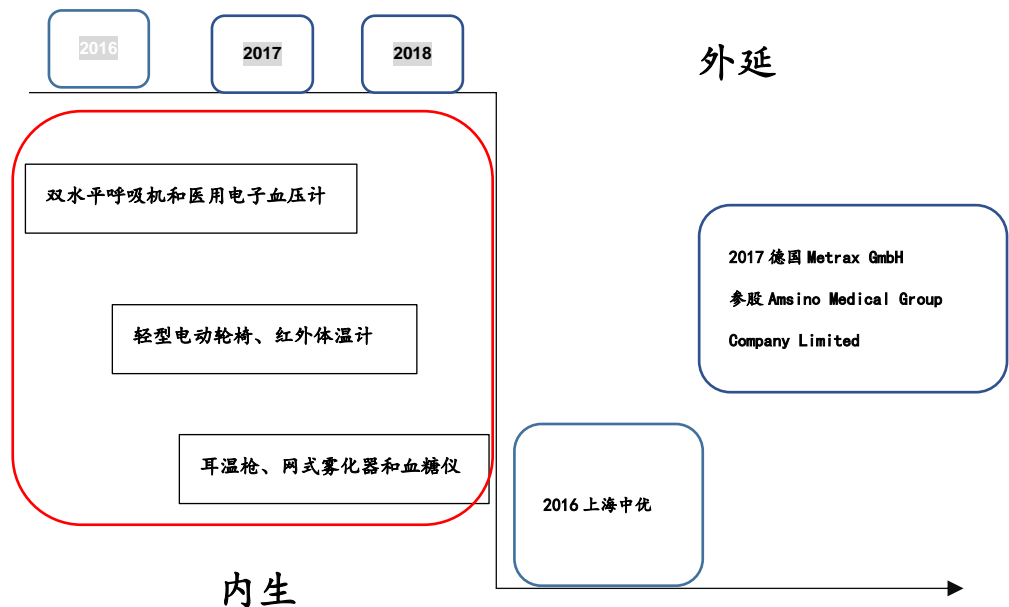 2016
2017
2018
外延
双水平呼吸机和医用电子血压计
2017 德国 Metrax GmbH
参股 Amsino Medical Group
Company Limited
轻型电动轮椅、红外体温计
耳温枪、网式雾化器和血糖仪
2016 上海中优
内生